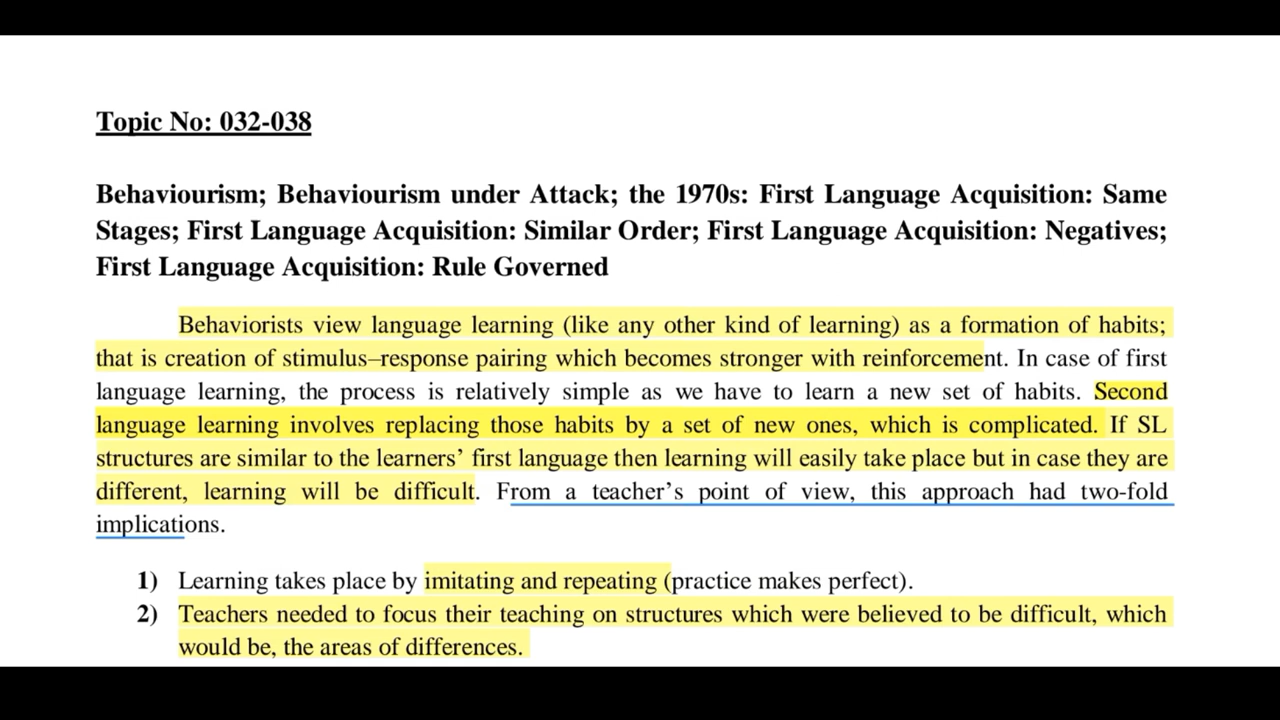 Topic No: 032-038
Behaviourism; Behaviourism under Attack; the 1970s: First Language Acquisition: Same
Stages; First Language Acquisition: Similar Order; First Language Acquisition: Negatives;
First Language Acquisition: Rule Governed
Behaviorists view language learning (like any other kind of learning) as a formation of habits;
that is creation of stimulus–response pairing which becomes stronger with reinforcement. In case of first
language learning, the process is relatively simple as we have to learn a new set of habits. Second
language learning involves replacing those habits by a set of new ones, which is complicated. If SL
structures are similar to the learners’ first language then learning will easily take place but in case they are
different, learning will be difficult. From a teacher’s point of view, this approach had two-fold
implications.
1) Learning takes place by imitating and repeating (practice makes perfect).
2) Teachers needed to focus their teaching on structures which were believed to be difficult, which
would be, the areas of differences.